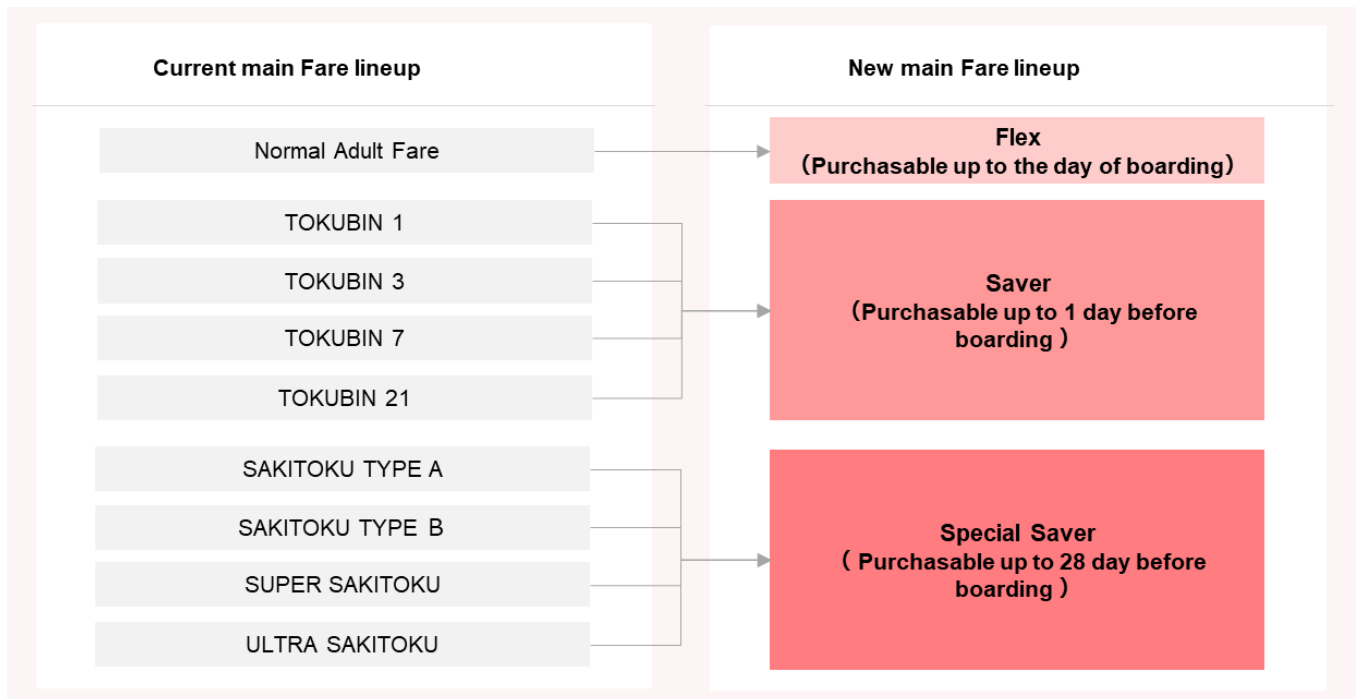 Current main Fare lineup
New main Fare lineup
Normal Adult Fare
Flex
（Purchasable up to the day of boarding）
TOKUBIN 1
TOKUBIN 3
TOKUBIN 7
TOKUBIN 21
Saver
（Purchasable up to 1 day before
boarding ）
SAKITOKU TYPE A
SAKITOKU TYPE B
SUPER SAKITOKU
ULTRA SAKITOKU
Special Saver
（ Purchasable up to 28 day before
boarding ）